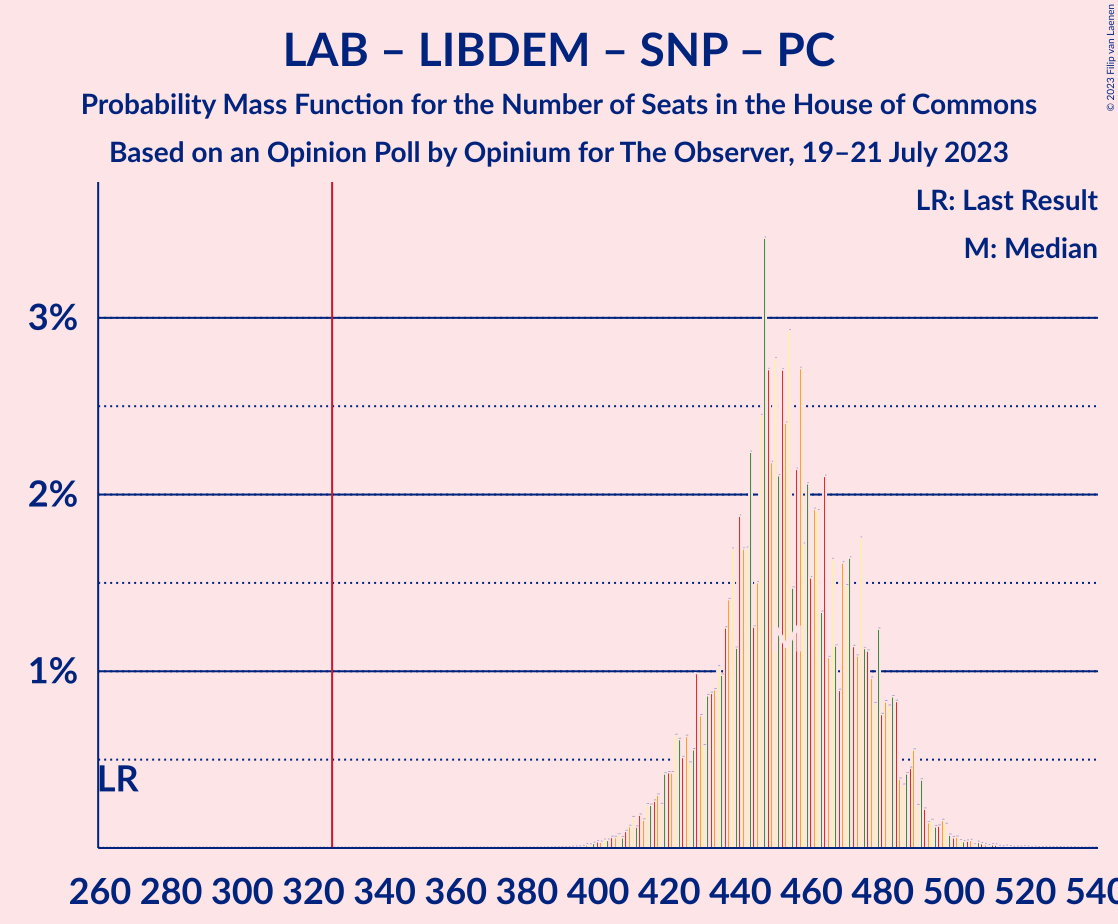 LAB – LIBDEM – SNP – PC
Probability Mass Function for the Number of Seats in the House of Commons
Based on an Opinion Poll by Opinium for The Observer, 19–21 July 2023
© 2023 Filip van Laenen
LR: Last Result
M: Median
3%
2%
1%
LR
260 280 300 320 340 360 380 400 420 440 460 480 500 520 540